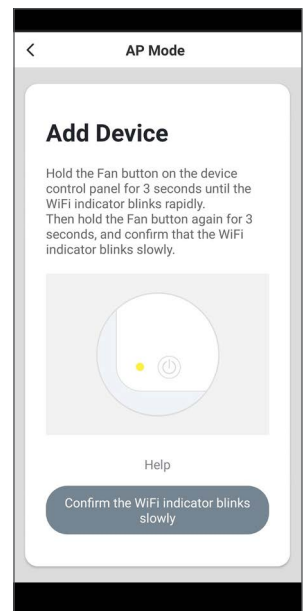 AP Mode
Add Device
Hold the Fan button on the device
control panel for 3 seconds until the
WiFi indicator blinks rapidly.
Then hold the Fan button again for 3
seconds, and confirm that the WiFi
indicator blinks slowly.
Help
Confirm the WiFi indicator blinks
slowly